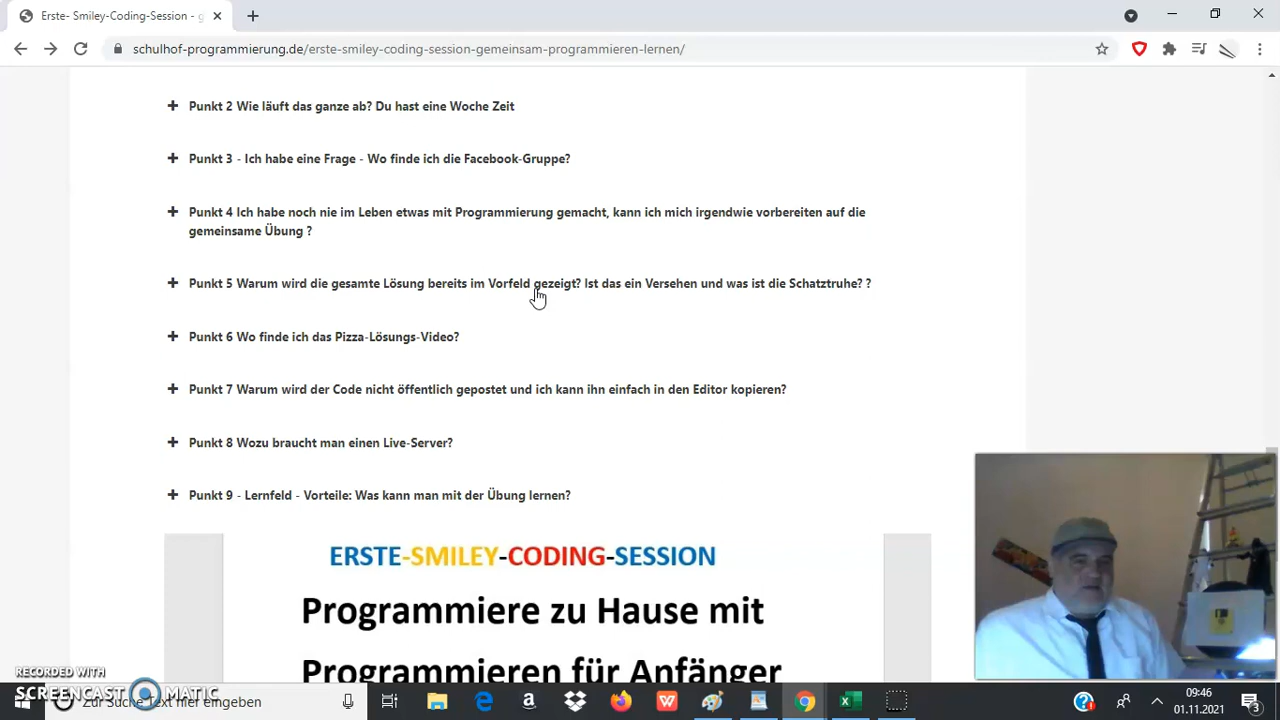 Erste- Smiley-Coding-Session - g
schulhof-programmierung.de/erste-smiley-coding-session-gemeinsam-programmieren-lernen/
Punkt 2 Wie läuft das ganze ab? Du hast eine Woche Zeit
Punkt 3 - Ich habe eine Frage - Wo finde ich die Facebook-Gruppe?
Punkt 4 Ich habe noch nie im Leben etwas mit Programmierung gemacht, kann ich mich irgendwie vorbereiten auf die
gemeinsame Übung ?
Punkt 5 Warum wird die gesamte Lösung bereits im Vorfeld gezeigt? Ist das ein Versehen und was ist die Schatztruhe? ?
Punkt 6 Wo finde ich das Pizza-Lösungs-Video?
Punkt 7 Warum wird der Code nicht öffentlich gepostet und ich kann ihn einfach in den Editor kopieren?
Punkt 8 Wozu braucht man einen Live-Server?
Punkt 9 - Lernfeld - Vorteile: Was kann man mit der Übung lernen?
ERSTE-SMILEY-CODING-SESSION
Programmiere zu Hause mit
Programmieren für Anfänger
RECORDED WITH
SCREENCAST MATIC
Zur Suche Text hier eingeben
09:46
01.11.2021
3